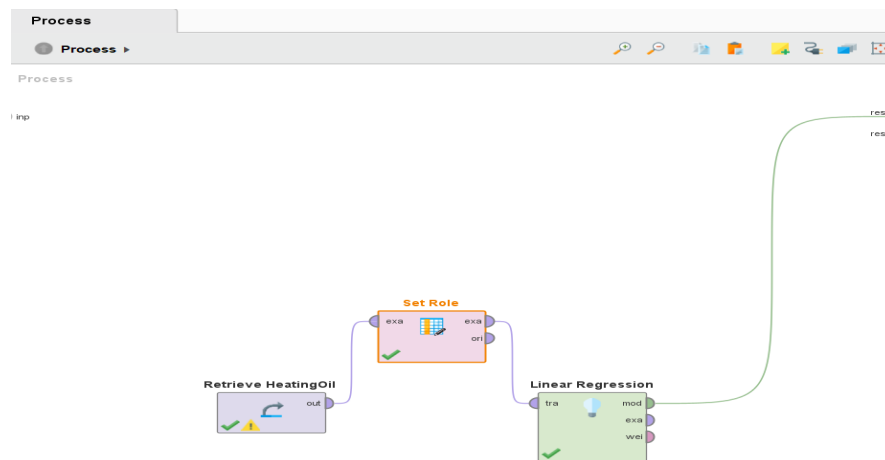 Process
Process
Process
inp
res
res
Set Role
exa
exa
ori
Retrieve HeatingOil
out
Linear Regression
tra
mod
exa
wei